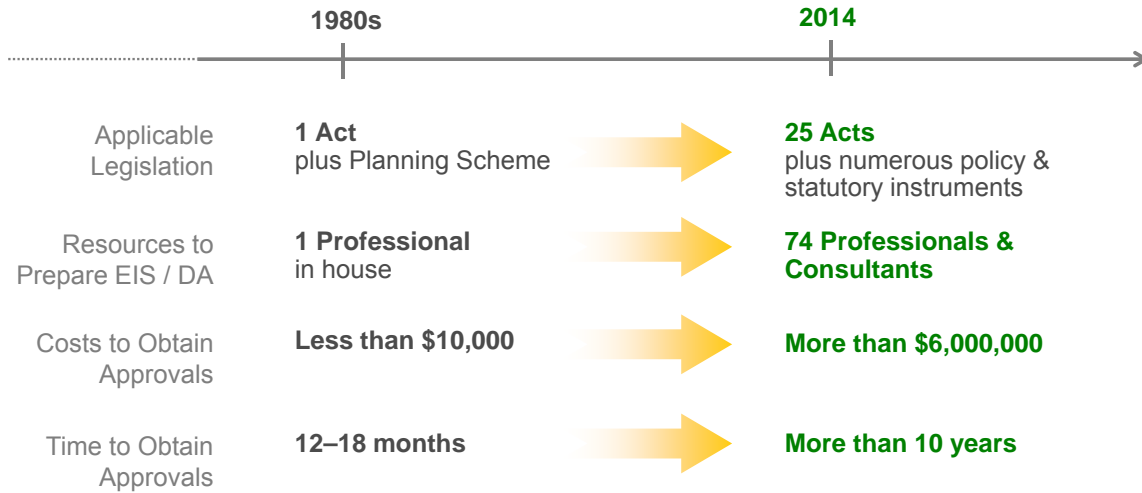 1980s
2014
Applicable
Legislation
1 Act
plus Planning Scheme
25 Acts
plus numerous policy &
statutory instruments
Resources to
Prepare EIS / DA
1 Professional
in house
74 Professionals &
Consultants
Costs to Obtain
Approvals
Less than $10,000
More than $6,000,000
Time to Obtain
Approvals
12–18 months
More than 10 years